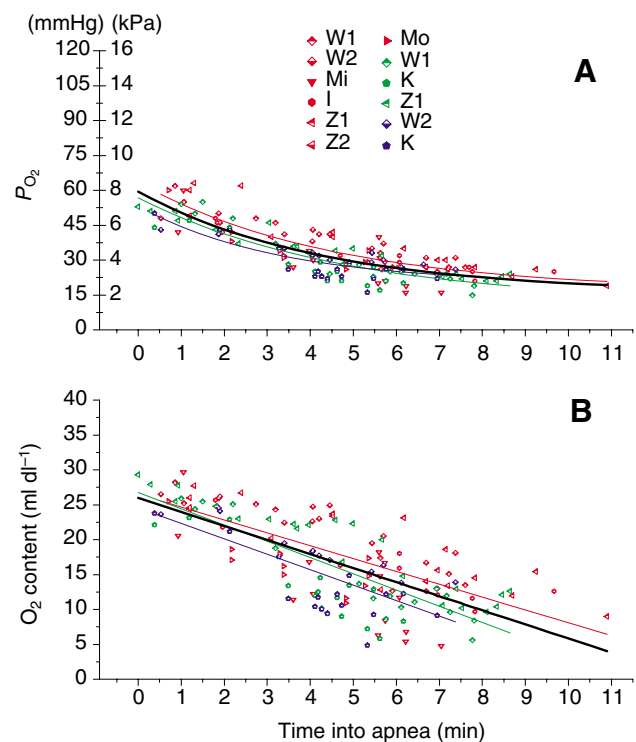 (mmHg) (kPa)
120 16
105 14
90 12
75 10
60 8
45 6
30 4
15 2
0
P O₂
A
W1 Mo
W2 W1
Mi K
I Z1
Z1 W2
Z2 K
0 1 2 3 4 5 6 7 8 9 10 11
B
O₂ content (ml dl⁻¹)
40
35
30
25
20
15
10
5
0
0 1 2 3 4 5 6 7 8 9 10 11
Time into apnea (min)